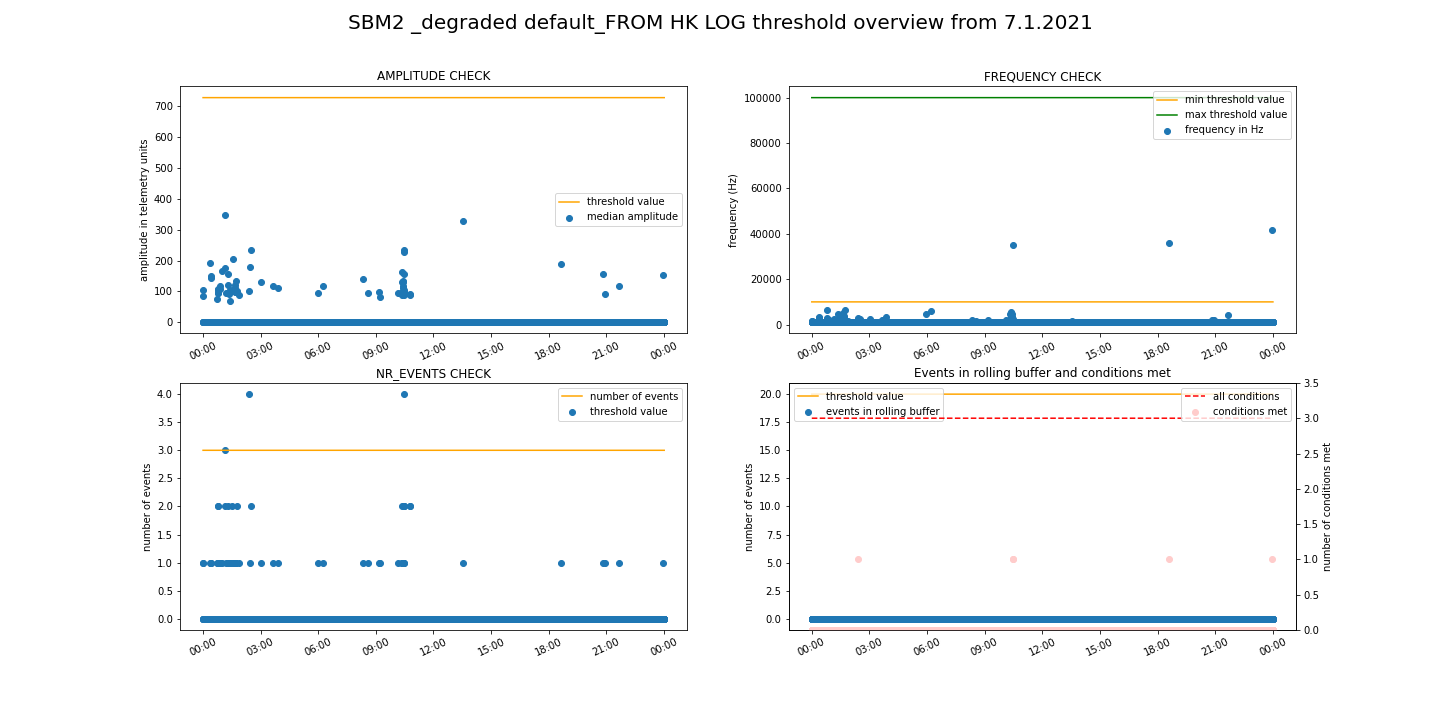 SBM2 _degraded default_FROM HK LOG threshold overview from 7.1.2021
AMPLITUDE CHECK
amplitude in telemetry units
700
600
500
400
300
200
100
0
threshold value
median amplitude
00:00 03:00 06:00 09:00 12:00 15:00 18:00 21:00 00:00
FREQUENCY CHECK
frequency (Hz)
100000
80000
60000
40000
20000
0
min threshold value
max threshold value
frequency in Hz
00:00 03:00 06:00 09:00 12:00 15:00 18:00 21:00 00:00
NR_EVENTS CHECK
number of events
4.0
3.5
3.0
2.5
2.0
1.5
1.0
0.5
0.0
number of events
threshold value
00:00 03:00 06:00 09:00 12:00 15:00 18:00 21:00 00:00
Events in rolling buffer and conditions met
number of events
20.0
17.5
15.0
12.5
10.0
7.5
5.0
2.5
0.0
threshold value
events in rolling buffer
all conditions
conditions met
3.5
3.0
2.5
2.0
1.5
1.0
0.5
0.0
number of conditions met
00:00 03:00 06:00 09:00 12:00 15:00 18:00 21:00 00:00